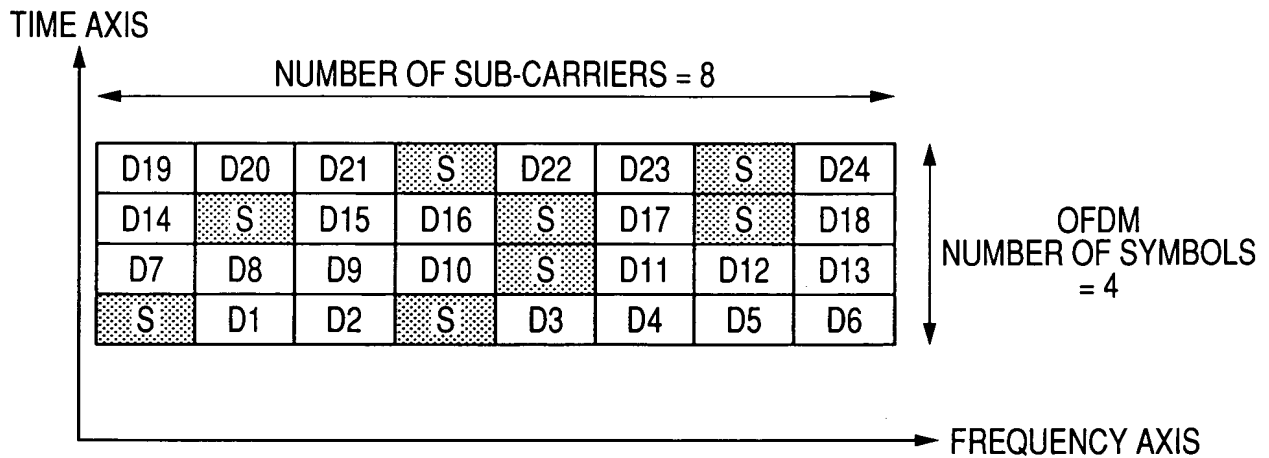 TIME AXIS
NUMBER OF SUB-CARRIERS = 8
D19 D20 D21 S D22 D23 S D24
D14 S D15 D16 S D17 S D18
D7 D8 D9 D10 S D11 D12 D13
S D1 D2 S D3 D4 D5 D6
OFDM
NUMBER OF SYMBOLS
= 4
FREQUENCY AXIS